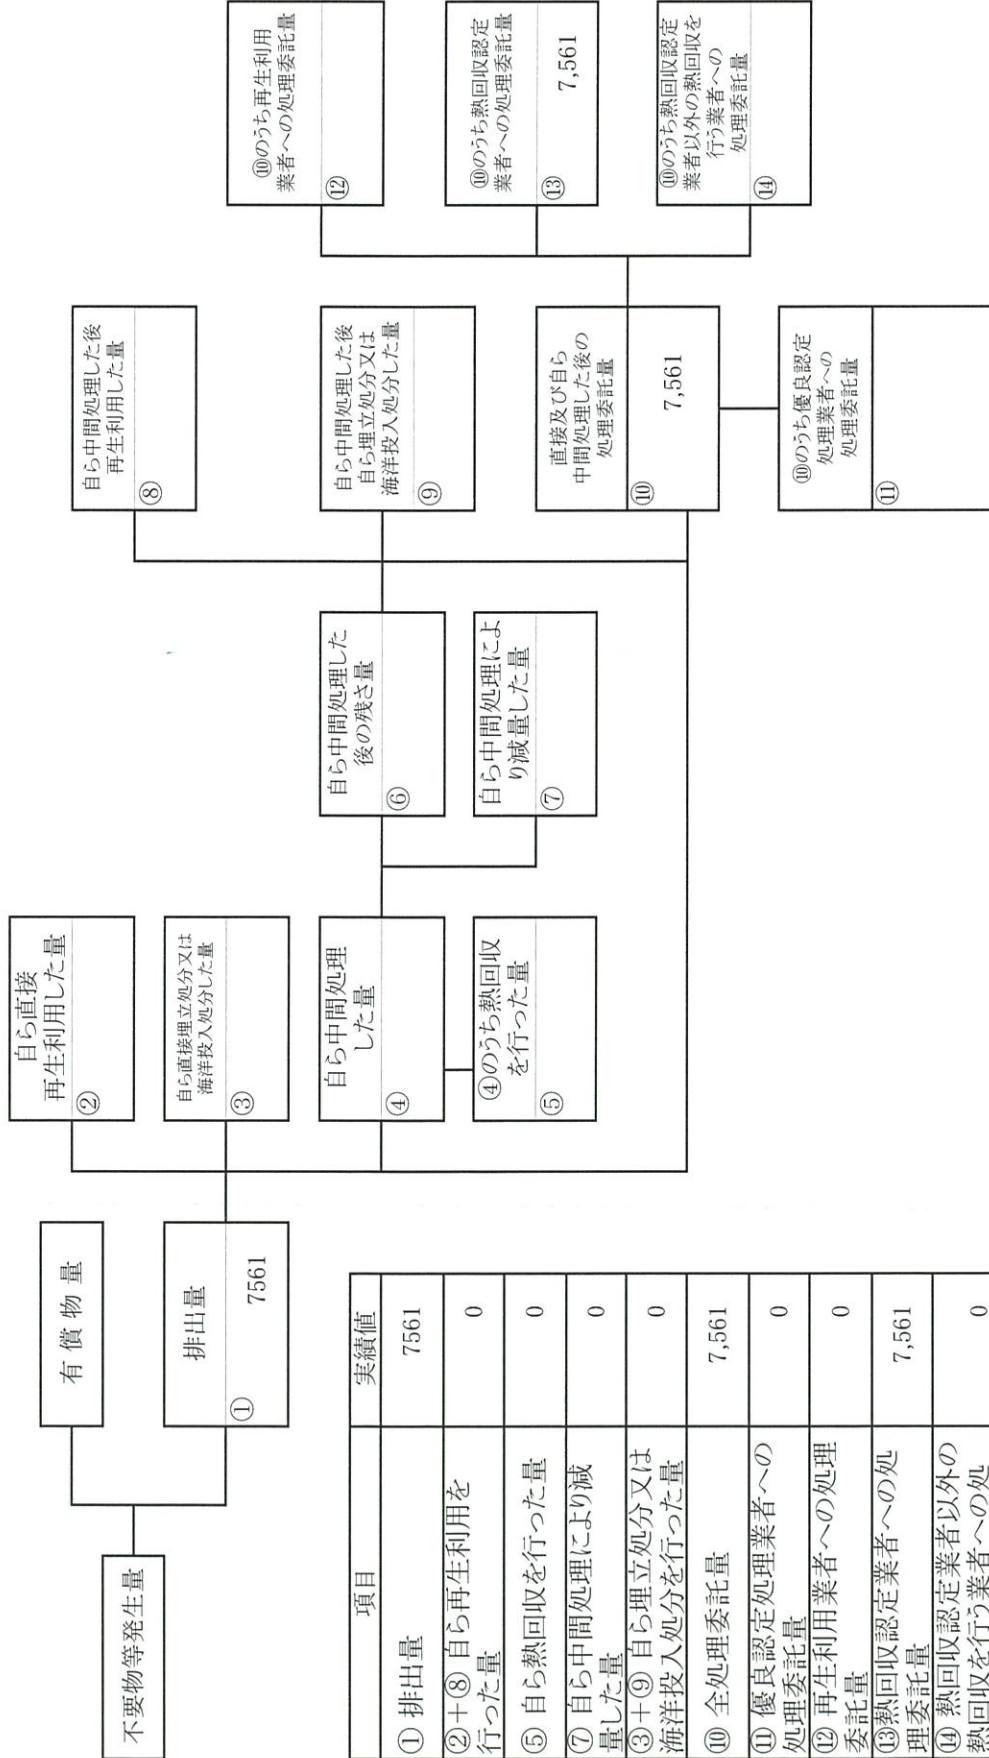 不要物等発生量
有償物量
排出量
①
7561
自ら直接
再生利用した量
②
自ら直接埋立処分又は
海洋投入処分した量
③
自ら中間処理
した量
④
④のうち熱回収
を行った量
⑤
自ら中間処理した
後の残さ量
⑥
自ら中間処理によ
り減量した量
⑦
自ら中間処理した後
再生利用した量
⑧
自ら中間処理した後
自ら埋立処分又は
海洋投入処分した量
⑨
直接及び自ら
中間処理した後の
処理委託量
⑩
7,561
⑩のうち優良認定
処理業者への
処理委託量
⑪
⑩のうち再生利用
業者への処理委託量
⑫
⑩のうち熱回収認定
業者への処理委託量
⑬
7,561
⑩のうち熱回収認定
業者以外の熱回収を
行う業者への
処理委託量
⑭
項目 実績値
① 排出量 7561
②+⑧ 自ら再生利用を
行った量 0
⑤ 自ら熱回収を行った量 0
⑦ 自ら中間処理により減
量した量 0
③+⑨ 自ら埋立処分又は
海洋投入処分を行った量 0
⑩ 全処理委託量 7,561
⑪ 優良認定処理業者への
処理委託量 0
⑫ 再生利用業者への処理
委託量 0
⑬熱回収認定業者への処
理委託量 7,561
⑭ 熱回収認定業者以外の
熱回収を行う業者への処 0